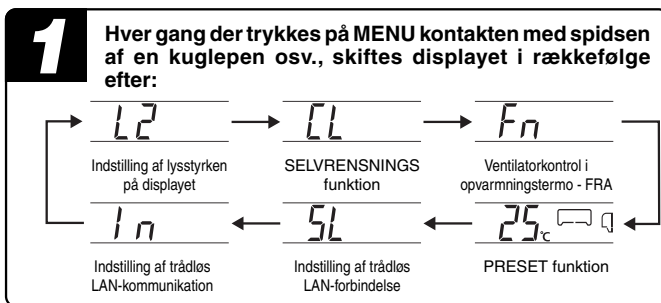 1
Hver gang der trykkes på MENU kontakten med spidsen
af en kuglepen osv., skiftes displayet i rækkefølge
efter:
L2
CL
Fn
Indstilling af lysstyrken
på displayet
SELVRENSNINGS
funktion
Ventilatorkontrol i
opvarmningstermo - FRA
In
SL
25°C
Indstilling af trådløs
LAN-kommunikation
Indstilling af trådløs
LAN-forbindelse
PRESET funktion